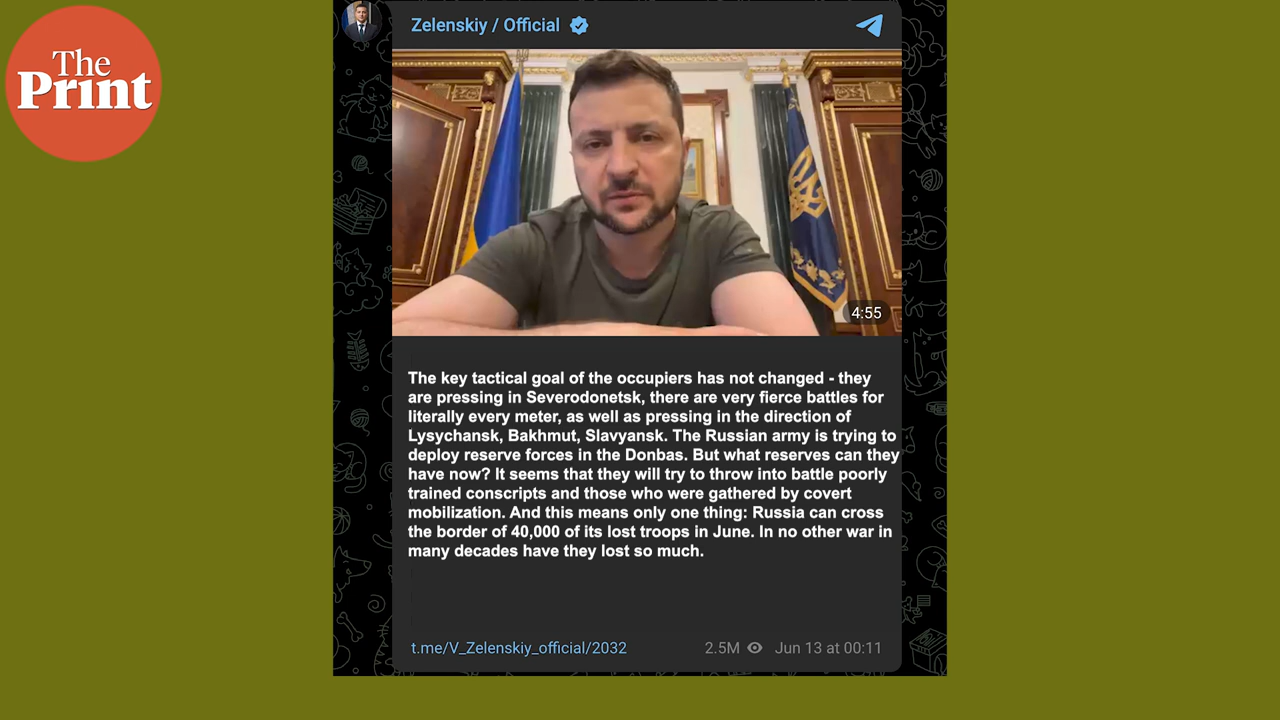 The
Print
Zelenskiy / Official
4:55
The key tactical goal of the occupiers has not changed - they
are pressing in Severodonetsk, there are very fierce battles for
literally every meter, as well as pressing in the direction of
Lysychansk, Bakhmut, Slavyansk. The Russian army is trying to
deploy reserve forces in the Donbas. But what reserves can they
have now? It seems that they will try to throw into battle poorly
trained conscripts and those who were gathered by covert
mobilization. And this means only one thing: Russia can cross
the border of 40,000 of its lost troops in June. In no other war in
many decades have they lost so much.
t.me/V_Zelenskiy_official/2032
2.5M Jun 13 at 00:11